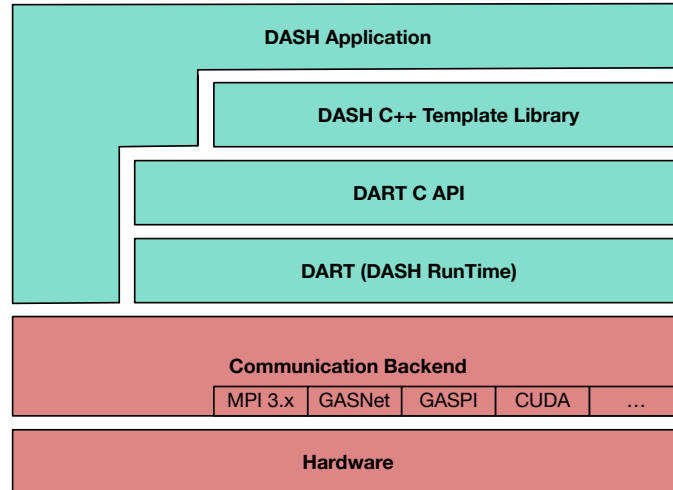 DASH Application
DASH C++ Template Library
DART C API
DART (DASH RunTime)
Communication Backend
MPI 3.x GASNet GASPI CUDA …
Hardware